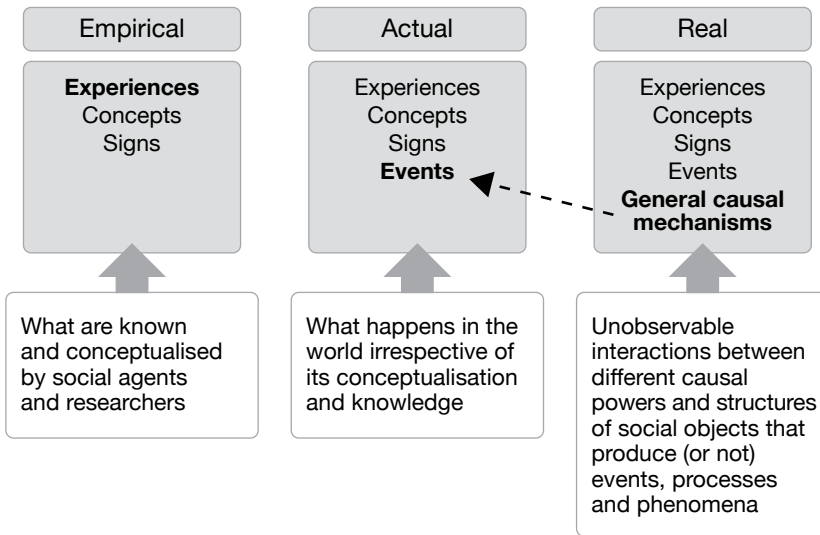 Empirical
Experiences
Concepts
Signs
What are known
and conceptualised
by social agents
and researchers
Actual
Experiences
Concepts
Signs
Events
What happens in the
world irrespective of
its conceptualisation
and knowledge
Real
Experiences
Concepts
Signs
Events
General causal
mechanisms
Unobservable
interactions between
different causal
powers and structures
of social objects that
produce (or not)
events, processes
and phenomena